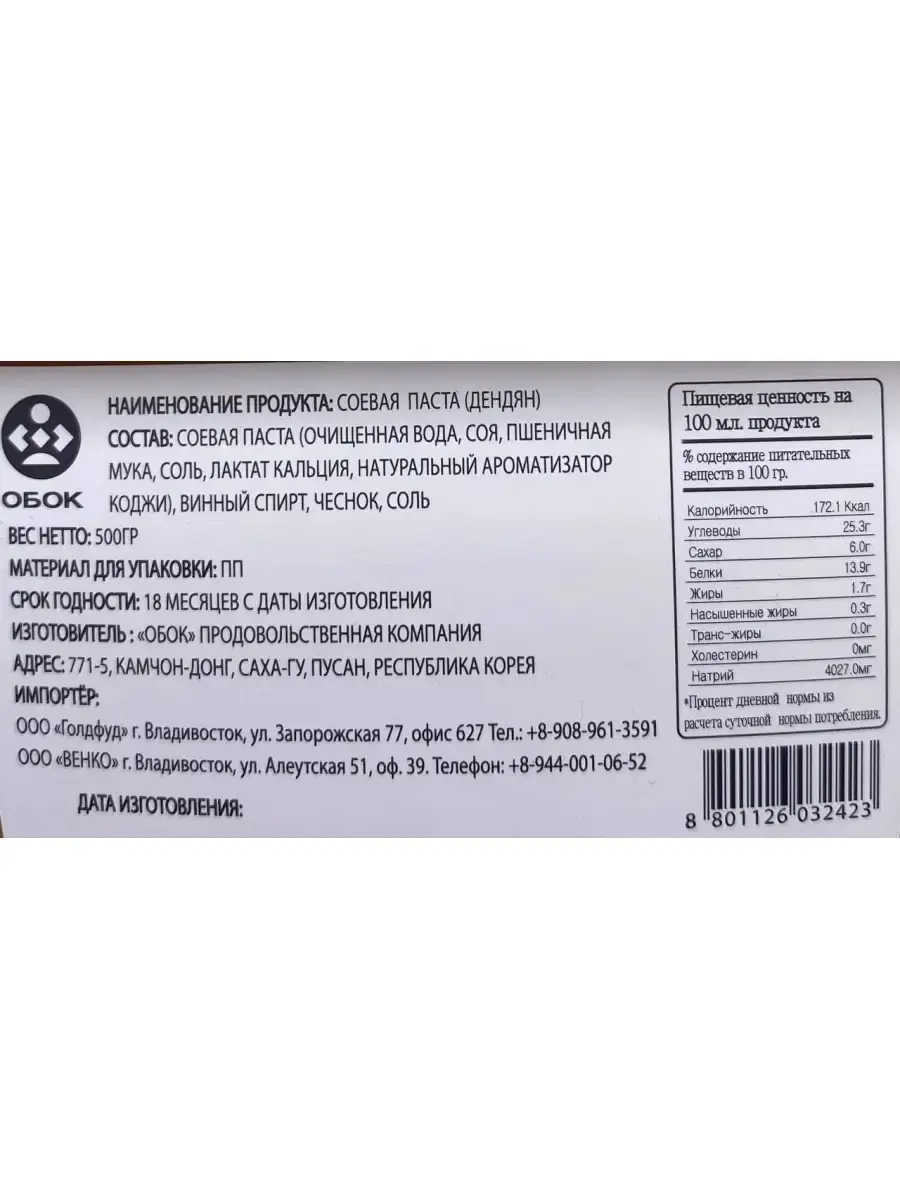 НАИМЕНОВАНИЕ ПРОДУКТА: СОЕВАЯ ПАСТА (ДЕНДЯН)
СОСТАВ: СОЕВАЯ ПАСТА (ОЧИЩЕННАЯ ВОДА, СОЯ, ПШЕНИЧНАЯ
МУКА, СОЛЬ, ЛАКТАТ КАЛЬЦИЯ, НАТУРАЛЬНЫЙ АРОМАТИЗАТОР
КОДЖИ), ВИННЫЙ СПИРТ, ЧЕСНОК, СОЛЬ
ОБОК
ВЕС НЕТТО: 500ГР
МАТЕРИАЛ ДЛЯ УПАКОВКИ: ПП
СРОК ГОДНОСТИ: 18 МЕСЯЦЕВ С ДАТЫ ИЗГОТОВЛЕНИЯ
ИЗГОТОВИТЕЛЬ : «ОБОК» ПРОДОВОЛЬСТВЕННАЯ КОМПАНИЯ
АДРЕС: 771-5, КАМЧОН-ДОНГ, САХА-ГУ, ПУСАН, РЕСПУБЛИКА КОРЕЯ
ИМПОРТЁР:
ООО «Голдфуд» г. Владивосток, ул. Запорожская 77, офис 627 Тел.: +8-908-961-3591
ООО «ВЕНКО» г. Владивосток, ул. Алеутская 51, оф. 39. Телефон: +8-944-001-06-52
ДАТА ИЗГОТОВЛЕНИЯ:
Пищевая ценность на
100 мл. продукта
% содержание питательных
веществ в 100 гр.
Калорийность 172.1 Ккал
Углеводы 25.3г
Сахар 6.0г
Белки 13.9г
Жиры 1.7г
Насыщенные жиры 0.3г
Транс-жиры 0.0г
Холестерин 0мг
Натрий 4027.0мг
*Процент дневной нормы из
расчета суточной нормы потребления.
8 801126 032423